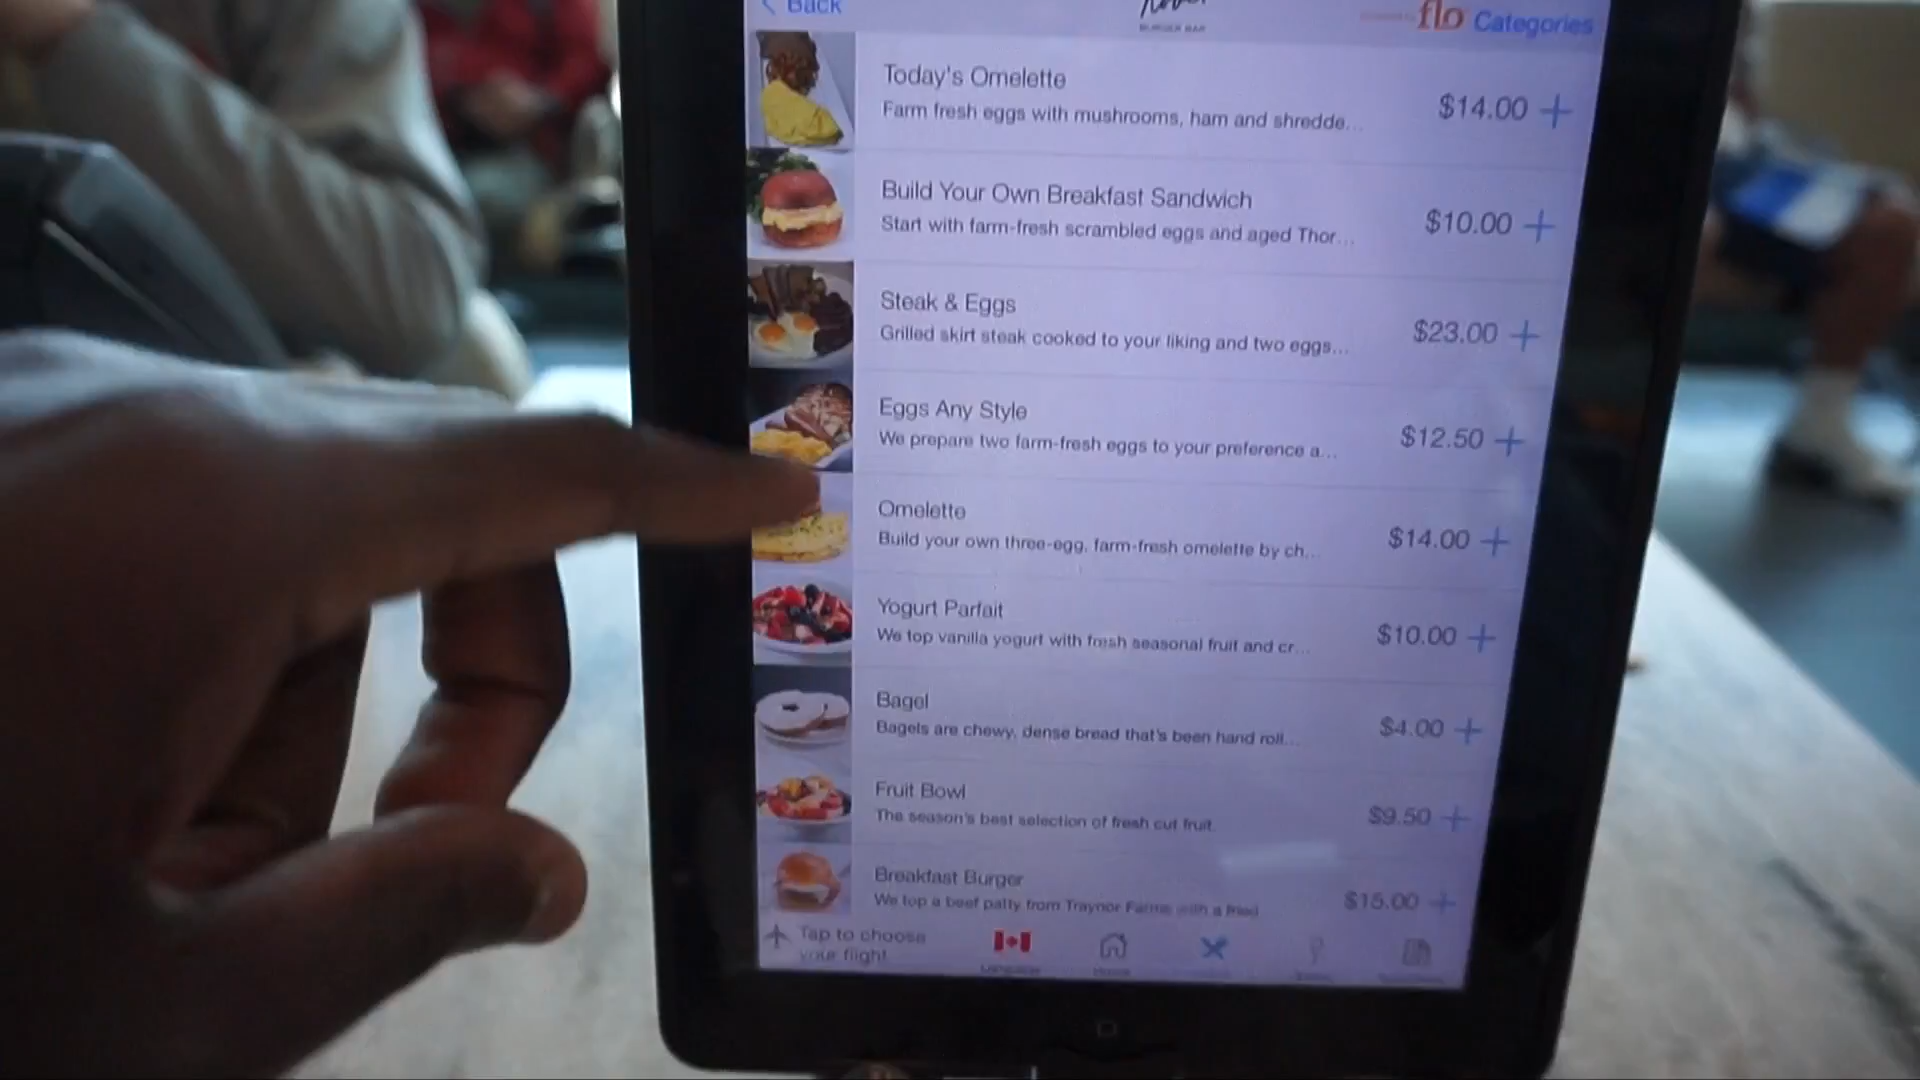 Back
BURGER BAR
flo Categories
Today's Omelette
Farm fresh eggs with mushrooms, ham and shredde...
$14.00 +
Build Your Own Breakfast Sandwich
Start with farm-fresh scrambled eggs and aged Thor...
$10.00 +
Steak & Eggs
Grilled skirt steak cooked to your liking and two eggs...
$23.00 +
Eggs Any Style
We prepare two farm-fresh eggs to your preference a...
$12.50 +
Omelette
Build your own three-egg, farm-fresh omelette by ch...
$14.00 +
Yogurt Parfait
We top vanilla yogurt with fresh seasonal fruit and cr...
$10.00 +
Bagel
Bagels are chewy, dense bread that's been hand roll...
$4.00 +
Fruit Bowl
The season's best selection of fresh cut fruit.
$9.50 +
Breakfast Burger
We top a beef patty from Traynor Farms with a fried
$15.00 +
Tap to choose
your flight
Language
Home